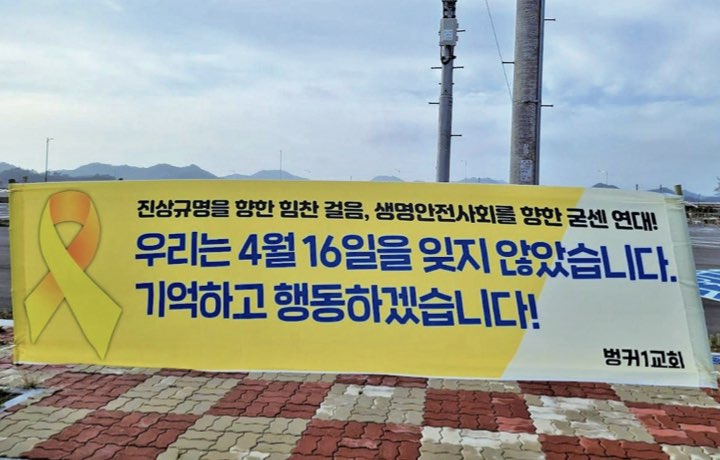 진상규명을 향한 힘찬 걸음, 생명안전사회를 향한 굳센 연대!
우리는 4월 16일을 잊지 않았습니다.
기억하고 행동하겠습니다!
벙커1교회